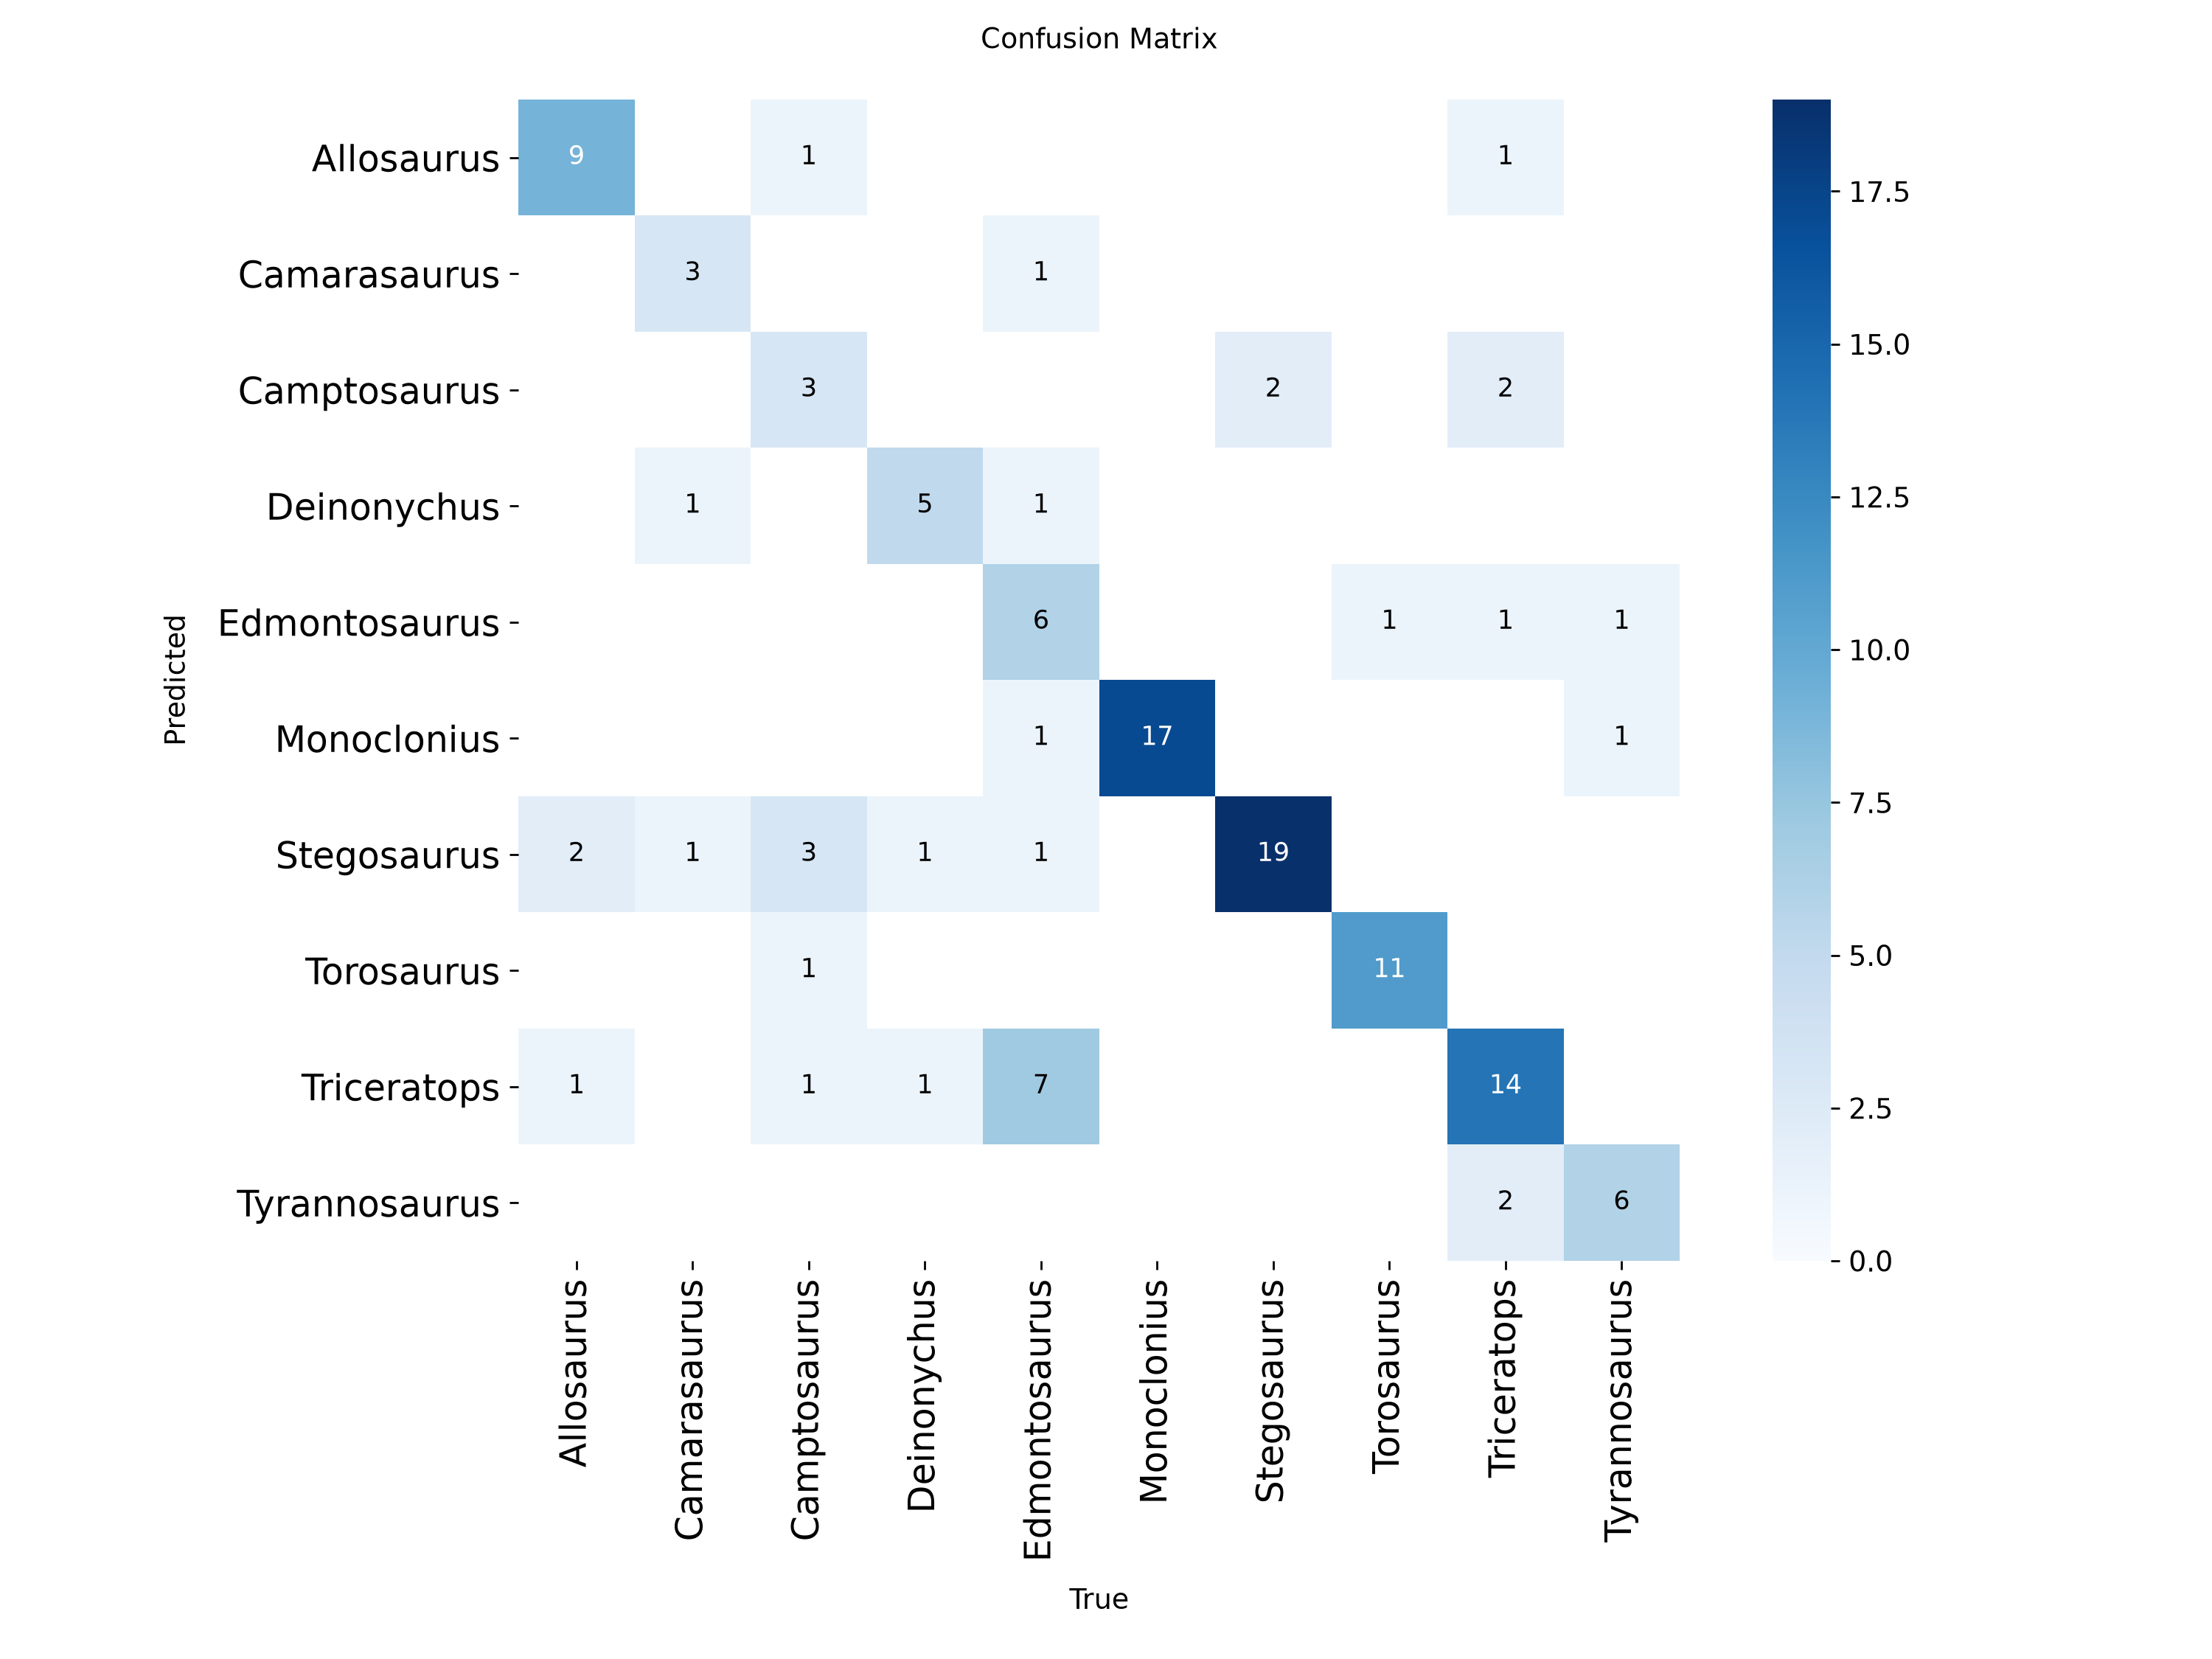 Confusion Matrix
Allosaurus 9 1 1
Camarasaurus 3 1
Camptosaurus 3 2 2
Deinonychus 1 5 1
Edmontosaurus 6 1 1 1
Monoclonius 1 17 1
Stegosaurus 2 1 3 1 1 19
Torosaurus 1 11
Triceratops 1 1 1 7 14
Tyrannosaurus 2 6
Predicted
Allosaurus
Camarasaurus
Camptosaurus
Deinonychus
Edmontosaurus
Monoclonius
Stegosaurus
Torosaurus
Triceratops
Tyrannosaurus
True
17.5
15.0
12.5
10.0
7.5
5.0
2.5
0.0